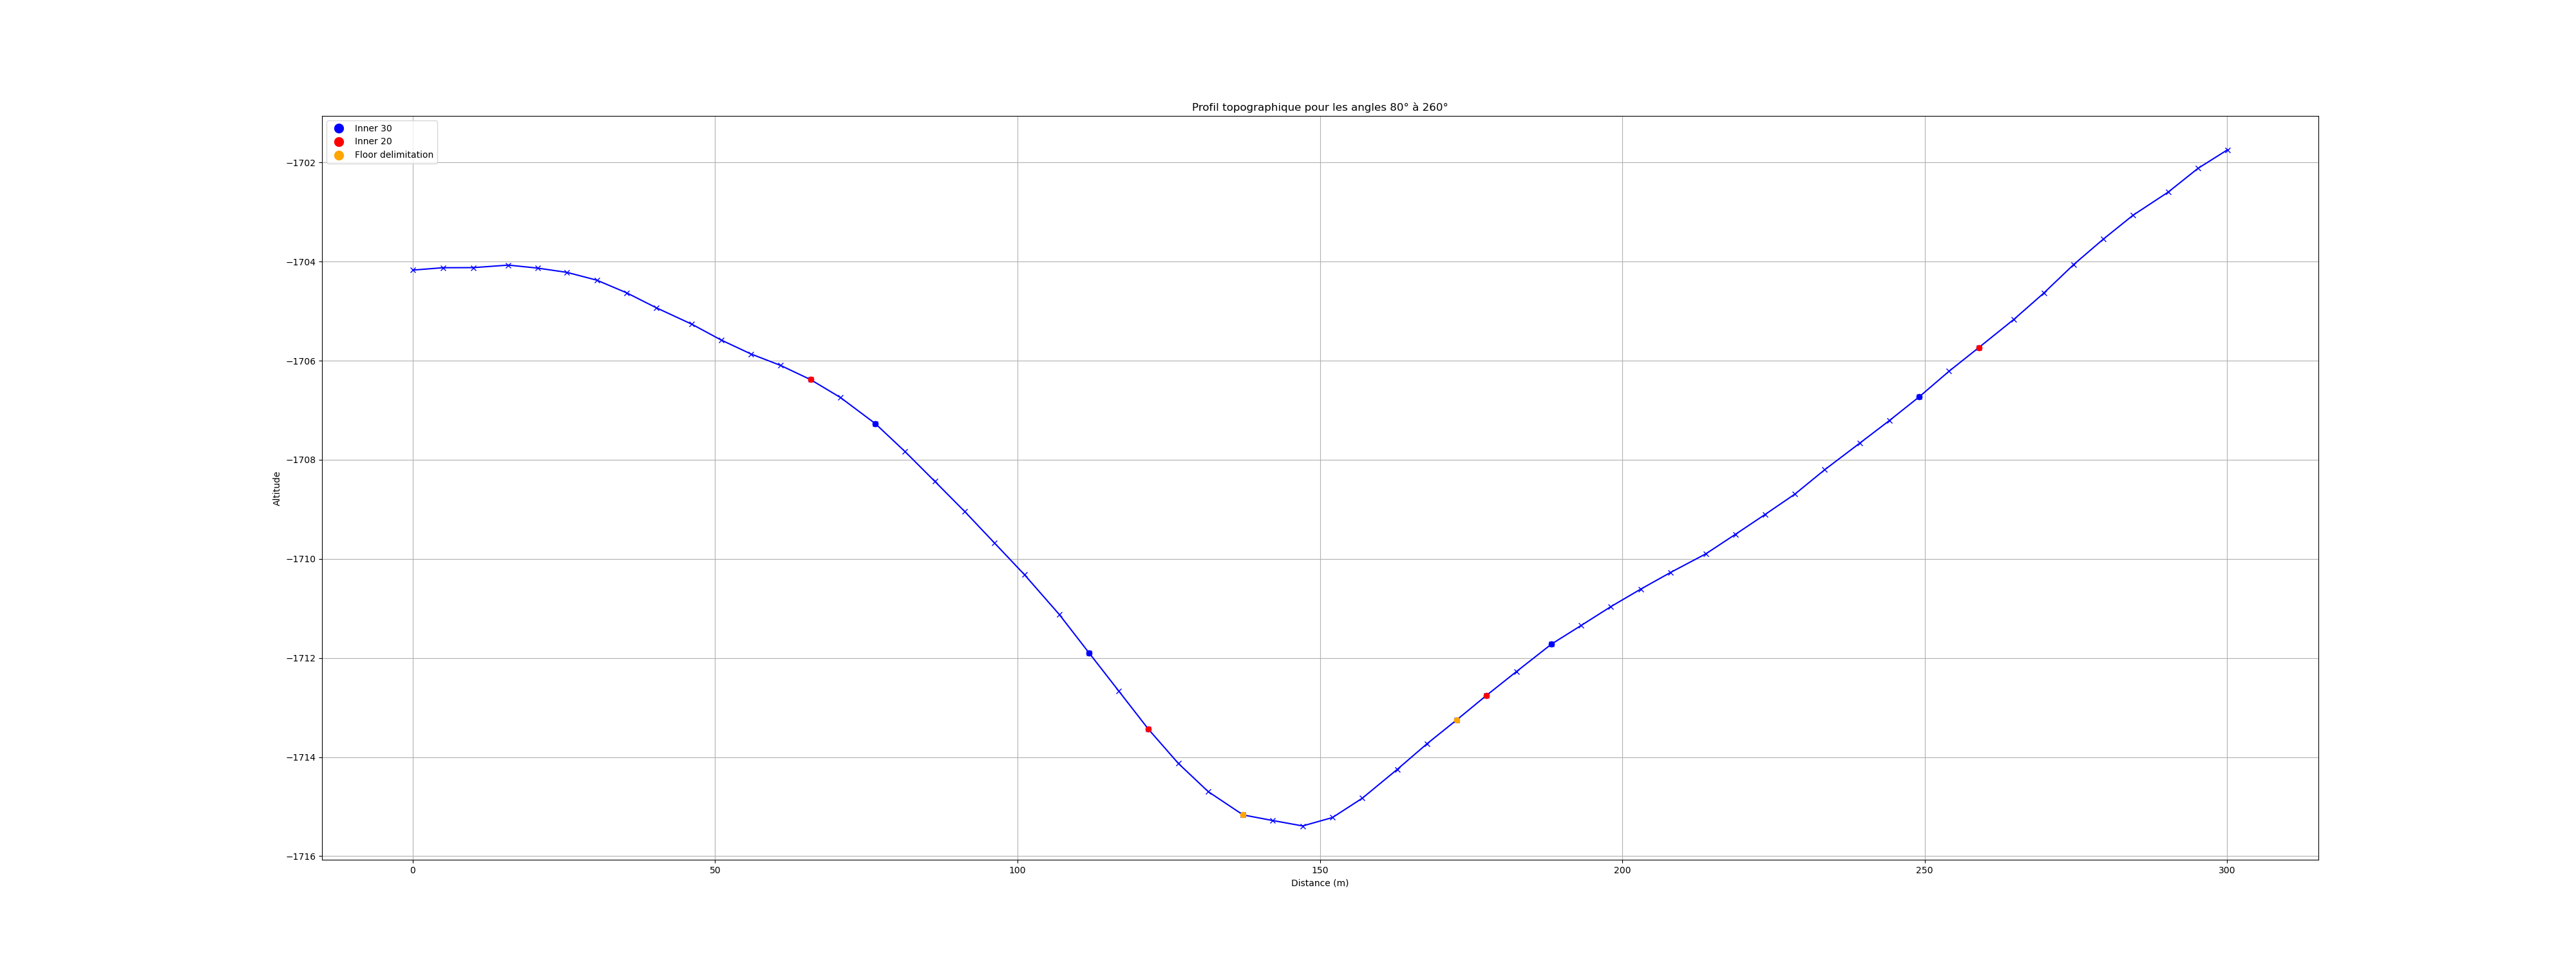 Profil topographique pour les angles 80° à 260°
Inner 30
Inner 20
Floor delimitation
−1702
−1704
−1706
−1708
−1710
−1712
−1714
−1716
Altitude
0 50 100 150 200 250 300
Distance (m)